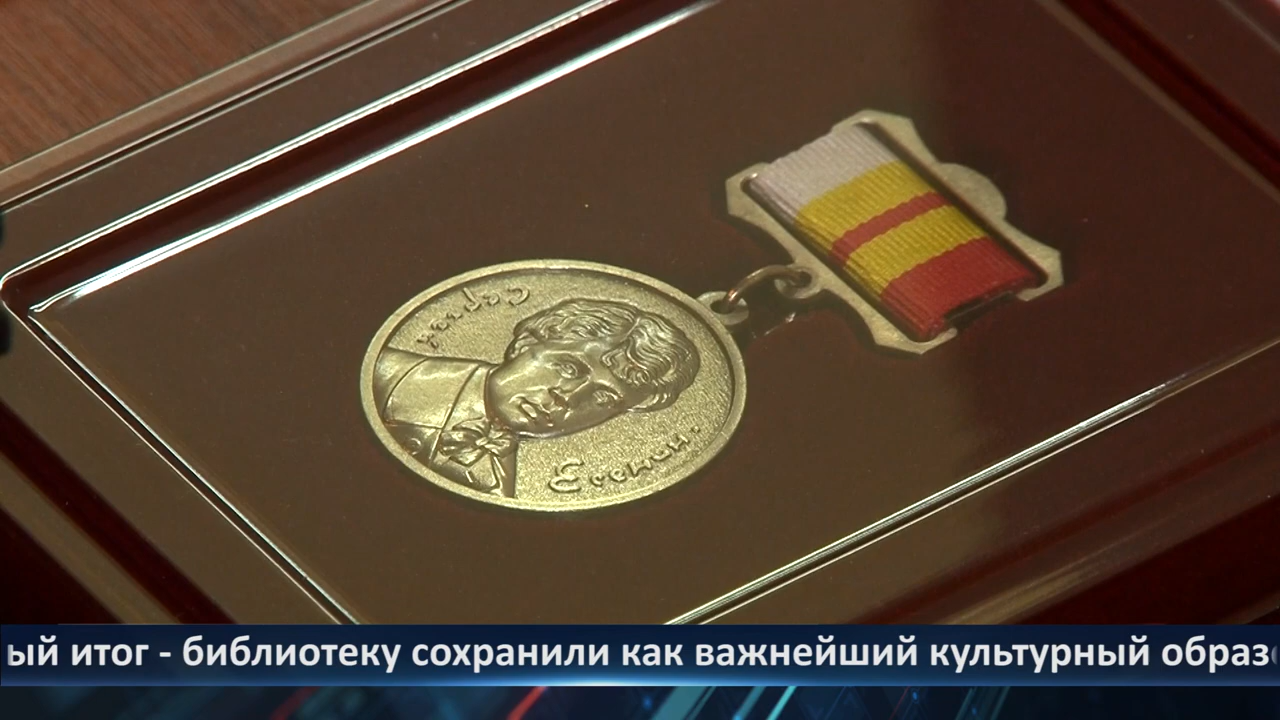 Сергей
Есенин
ый итог - библиотеку сохранили как важнейший культурный образ